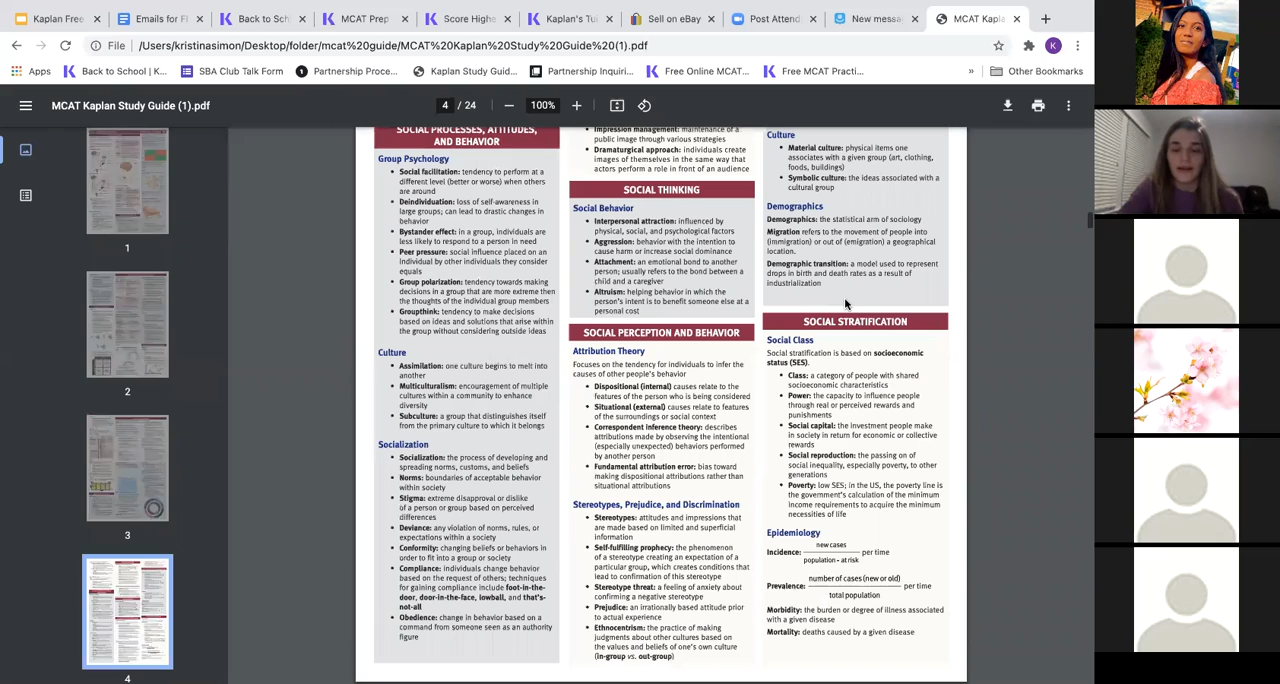 Kaplan Free
Emails for Fl
Back to Sch
MCAT Prep
Score Highe
Kaplan's Tu
Sell on eBay
Post Attend
New messa
MCAT Kapla
File
/Users/kristinasimon/Desktop/folder/mcat%20guide/MCAT%20Kaplan%20Study%20Guide%20(1).pdf
K
Apps
Back to School | K...
SBA Club Talk Form
Partnership Proce...
Kaplan Study Guid...
Partnership Inquiri...
Free Online MCAT...
Free MCAT Practi...
»
Other Bookmarks
MCAT Kaplan Study Guide (1).pdf
4 / 24
100%
1
2
3
4
SOCIAL PROCESSES, ATTITUDES,
AND BEHAVIOR
Group Psychology
• Social facilitation: tendency to perform at a
different level (better or worse) when others
are around
• Deindividuation: loss of self-awareness in
large groups; can lead to drastic changes in
behavior
• Bystander effect: in a group, individuals are
less likely to respond to a person in need
• Peer pressure: social influence placed on an
individual by other individuals they consider
equals
• Group polarization: tendency towards making
decisions in a group that are more extreme then
the thoughts of the individual group members
• Groupthink: tendency to make decisions
based on ideas and solutions that arise within
the group without considering outside ideas
Culture
• Assimilation: one culture begins to melt into
another
• Multiculturalism: encouragement of multiple
cultures within a community to enhance
diversity
• Subculture: a group that distinguishes itself
from the primary culture to which it belongs
Socialization
• Socialization: the process of developing and
spreading norms, customs, and beliefs
• Norms: boundaries of acceptable behavior
within society
• Stigma: extreme disapproval or dislike
of a person or group based on perceived
differences
• Deviance: any violation of norms, rules, or
expectations within a society
• Conformity: changing beliefs or behaviors in
order to fit into a group or society
• Compliance: individuals change behavior
based on the request of others; techniques
for gaining compliance include foot-in-the-
door, door-in-the-face, lowball, and that's-
not-all
• Obedience: change in behavior based on a
command from someone seen as an authority
figure
• Impression management: maintenance of a
public image through various strategies
• Dramaturgical approach: individuals create
images of themselves in the same way that
actors perform a role in front of an audience
SOCIAL THINKING
Social Behavior
• Interpersonal attraction: influenced by
physical, social, and psychological factors
• Aggression: behavior with the intention to
cause harm or increase social dominance
• Attachment: an emotional bond to another
person; usually refers to the bond between a
child and a caregiver
• Altruism: helping behavior in which the
person's intent is to benefit someone else at a
personal cost
SOCIAL PERCEPTION AND BEHAVIOR
Attribution Theory
Focuses on the tendency for individuals to infer the
causes of other people's behavior
• Dispositional (internal) causes relate to the
features of the person who is being considered
• Situational (external) causes relate to features
of the surroundings or social context
• Correspondent inference theory: describes
attributions made by observing the intentional
(especially unexpected) behaviors performed
by another person
• Fundamental attribution error: bias toward
making dispositional attributions rather than
situational attributions
Stereotypes, Prejudice, and Discrimination
• Stereotypes: attitudes and impressions that
are made based on limited and superficial
information
• Self-fulfilling prophecy: the phenomenon
of a stereotype creating an expectation of a
particular group, which creates conditions that
lead to confirmation of this stereotype
• Stereotype threat: a feeling of anxiety about
confirming a negative stereotype
• Prejudice: an irrationally based attitude prior
to actual experience
• Ethnocentrism: the practice of making
judgments about other cultures based on
the values and beliefs of one's own culture
(in-group vs. out-group)
Culture
• Material culture: physical items one
associates with a given group (art, clothing,
foods, buildings)
• Symbolic culture: the ideas associated with a
cultural group
Demographics
Demographics: the statistical arm of sociology
Migration refers to the movement of people into
(immigration) or out of (emigration) a geographical
location.
Demographic transition: a model used to represent
drops in birth and death rates as a result of
industrialization
SOCIAL STRATIFICATION
Social Class
Social stratification is based on socioeconomic
status (SES).
• Class: a category of people with shared
socioeconomic characteristics
• Power: the capacity to influence people
through real or perceived rewards and
punishments
• Social capital: the investment people make
in society in return for economic or collective
rewards
• Social reproduction: the passing on of
social inequality, especially poverty, to other
generations
• Poverty: low SES; in the US, the poverty line is
the government's calculation of the minimum
income requirements to acquire the minimum
necessities of life
Epidemiology
new cases
Incidence: per time
population - at risk
number of cases (new or old)
Prevalence: per time
total population
Morbidity: the burden or degree of illness associated
with a given disease
Mortality: deaths caused by a given disease